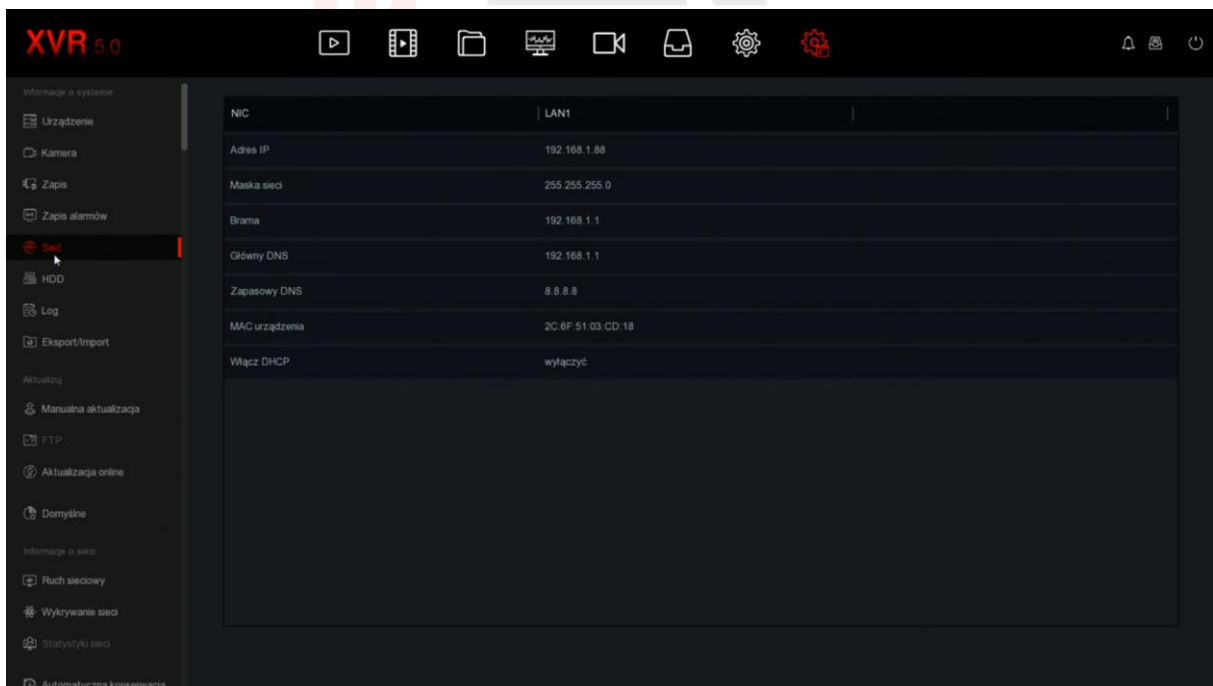 XVR 5.0
Informacje o systemie
Urządzenie
Kamera
Zapis
Zapis alarmów
Sieć
HDD
Log
Eksport/Import
Aktualizuj
Manualna aktualizacja
FTP
Aktualizacja online
Domyślne
Informacje o sieci
Ruch sieciowy
Wykrywanie sieci
Statystyki sieci
Automatyczna konserwacja
NIC LAN1
Adres IP 192.168.1.88
Maska sieci 255.255.255.0
Brama 192.168.1.1
Główny DNS 192.168.1.1
Zapasowy DNS 8.8.8.8
MAC urządzenia 2C:6F:51:03:CD:18
Włącz DHCP wyłączyć